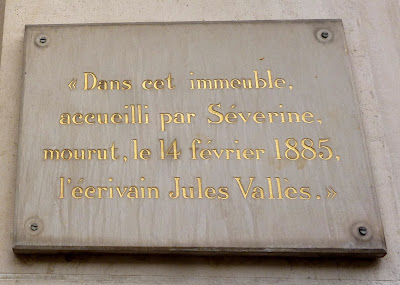 « Dans cet immeuble,
accueilli par Séverine,
mourut, le 14 février 1885,
l'écrivain Jules Vallès. »